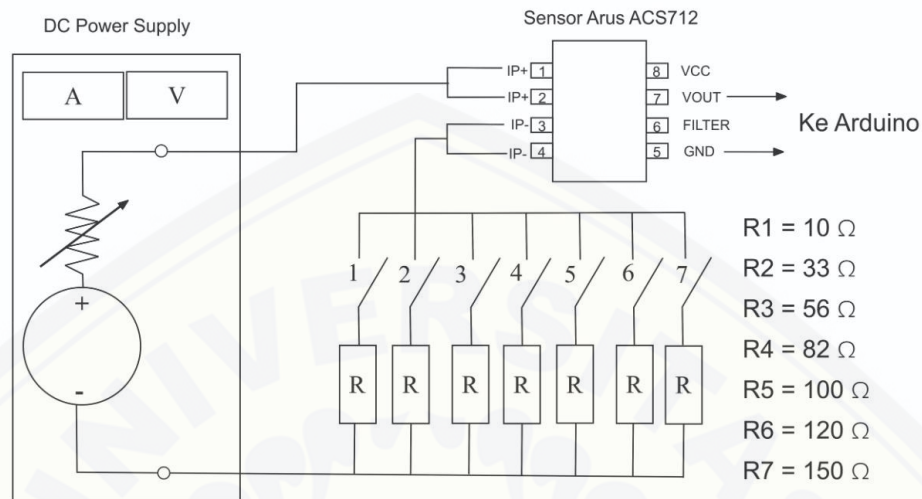 DC Power Supply
Sensor Arus ACS712
A
V
IP+ 1
IP+ 2
IP- 3
IP- 4
8 VCC
7 VOUT
6 FILTER
5 GND
Ke Arduino
1 2 3 4 5 6 7
R R R R R R R
+
-
R1 = 10 Ω
R2 = 33 Ω
R3 = 56 Ω
R4 = 82 Ω
R5 = 100 Ω
R6 = 120 Ω
R7 = 150 Ω